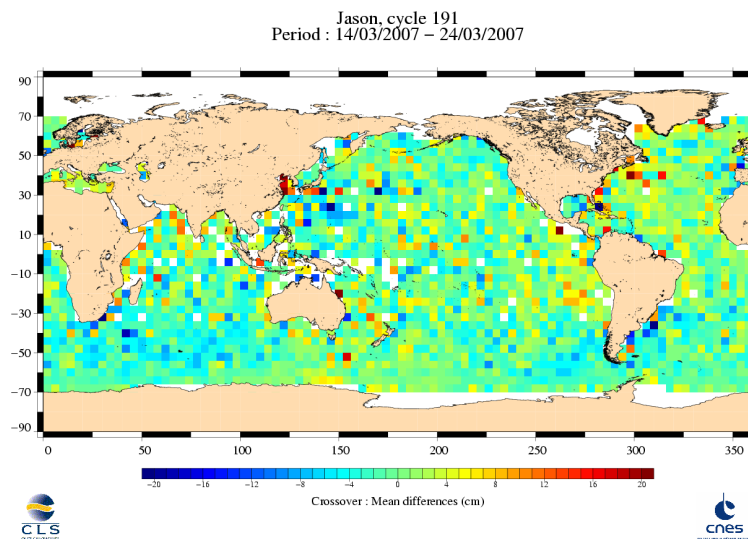 Jason, cycle 191
Period : 14/03/2007 − 24/03/2007
90
70
50
30
10
−10
−30
−50
−70
−90
0 50 100 150 200 250 300 350
−20 −16 −12 −8 −4 0 4 8 12 16 20
Crossover : Mean differences (cm)
CLS
cnes